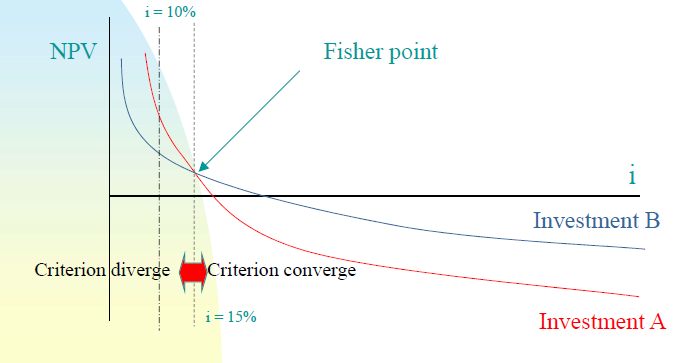 i = 10%
NPV
Fisher point
i
Investment B
Criterion diverge
Criterion converge
i = 15%
Investment A